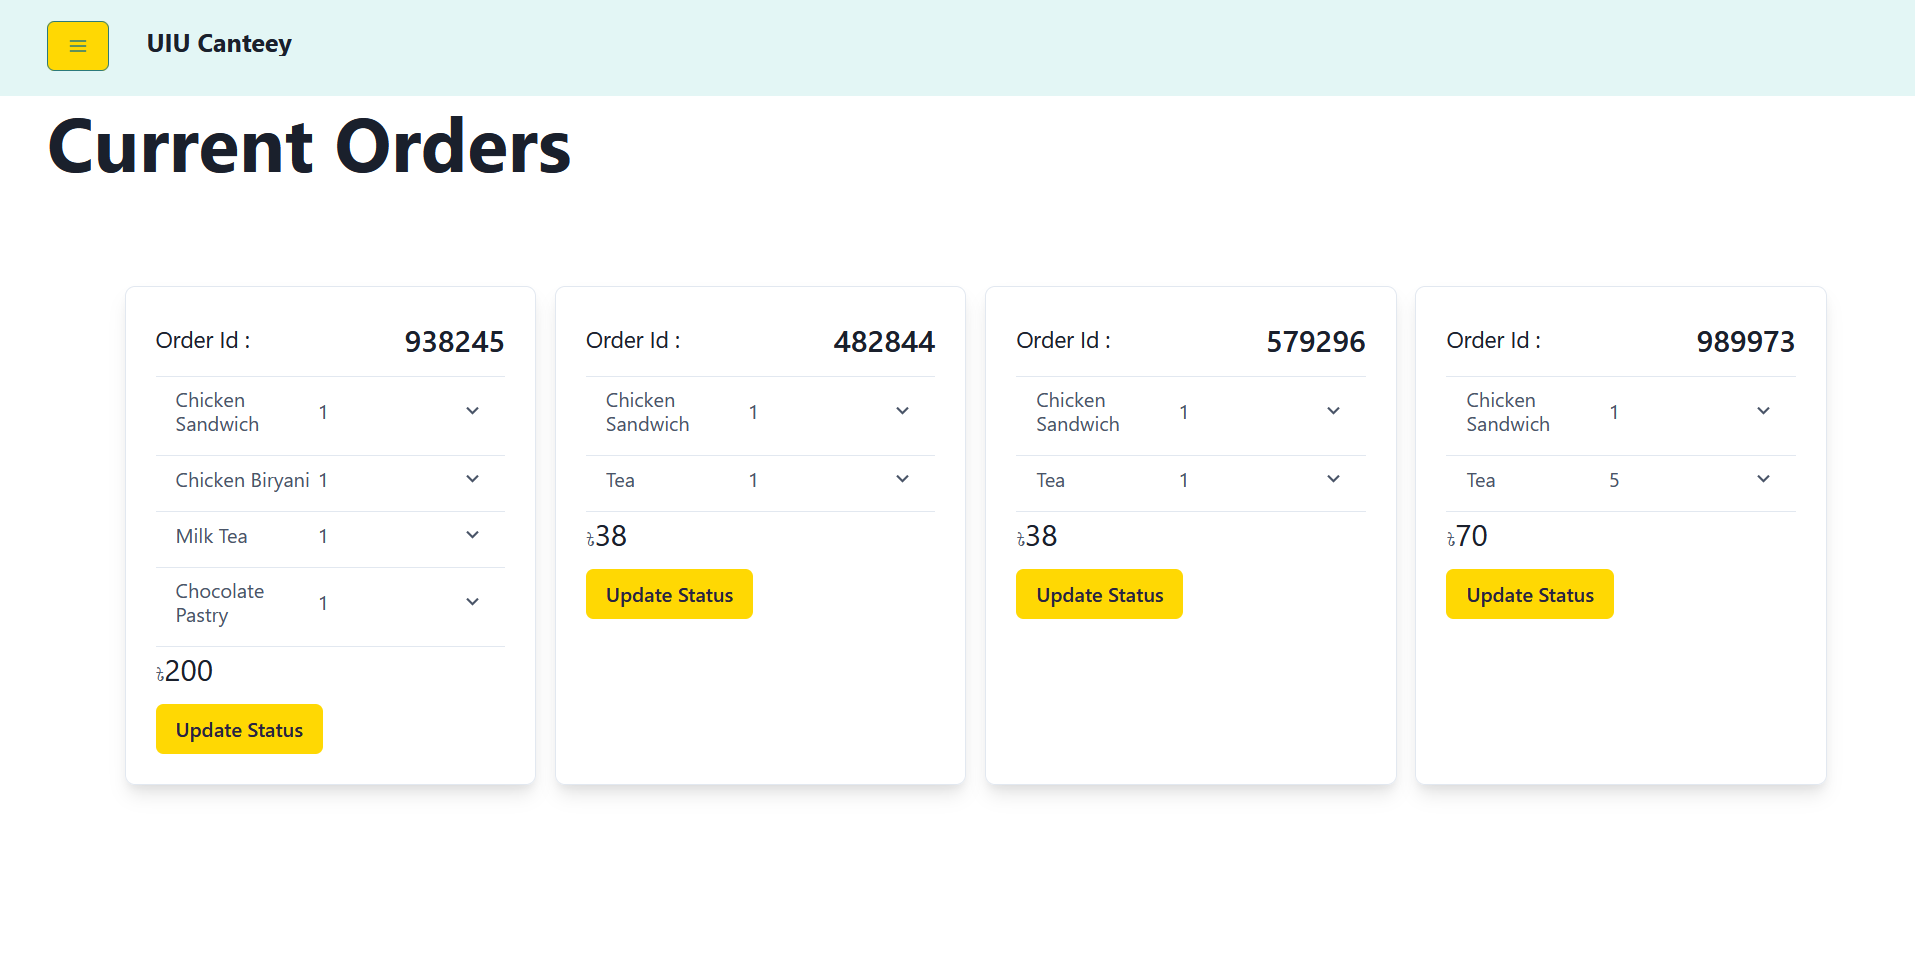 UIU Canteey
Current Orders
Order Id : 938245
Chicken
Sandwich 1
Chicken Biryani 1
Milk Tea 1
Chocolate
Pastry 1
৳200
Update Status
Order Id : 482844
Chicken
Sandwich 1
Tea 1
৳38
Update Status
Order Id : 579296
Chicken
Sandwich 1
Tea 1
৳38
Update Status
Order Id : 989973
Chicken
Sandwich 1
Tea 5
৳70
Update Status